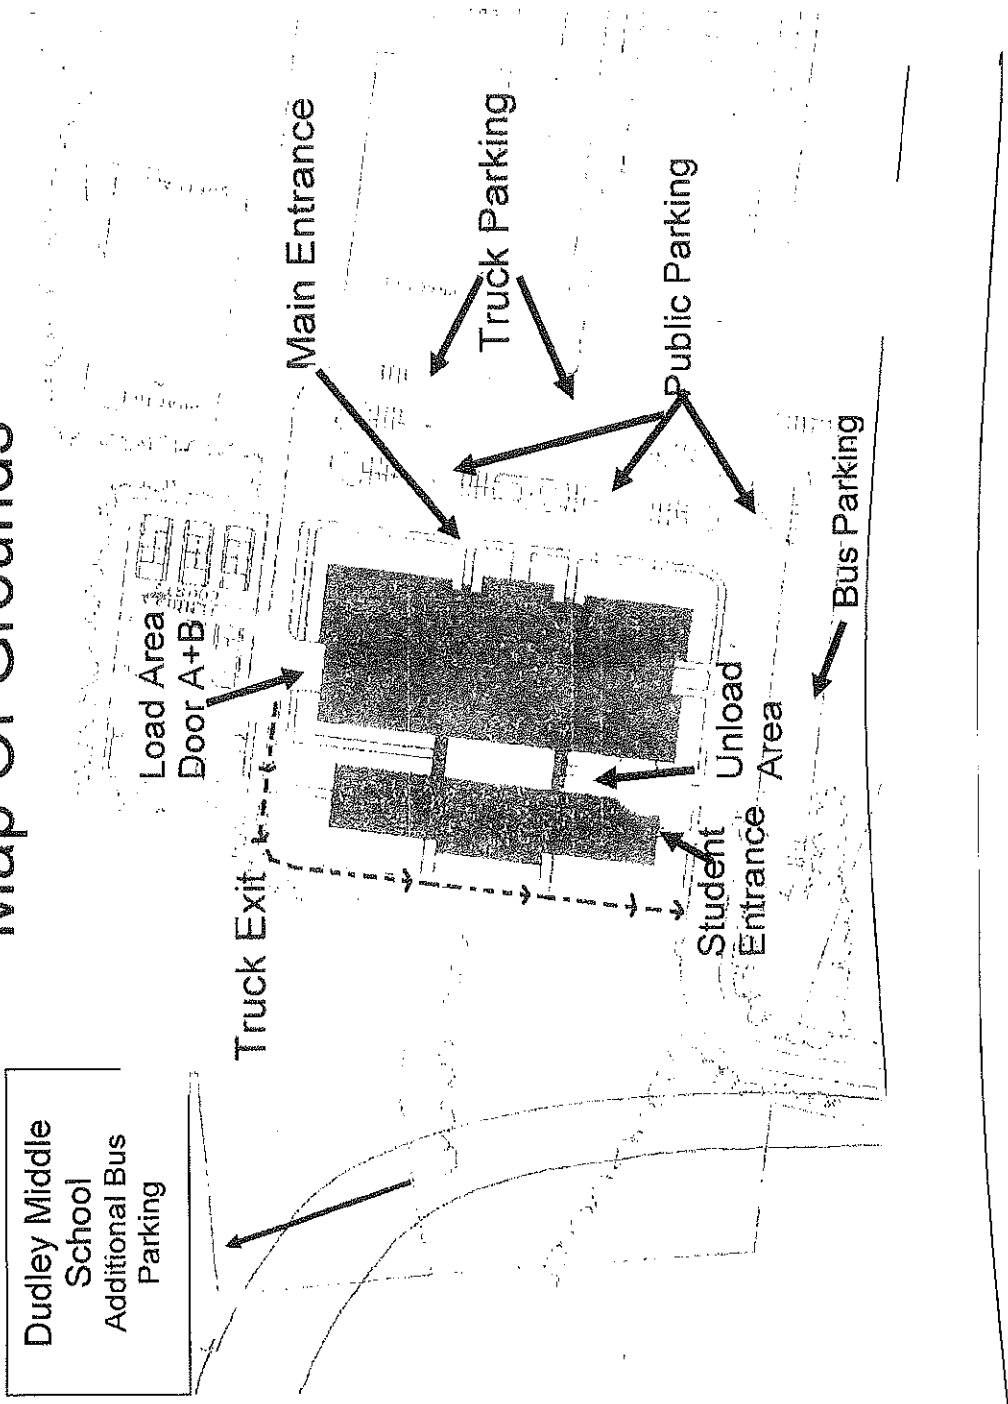 Map Of Grounds
Dudley Middle
School
Additional Bus
Parking
Truck Exit
Load Area
Door A+B
Main Entrance
Truck Parking
Public Parking
Bus Parking
Unload
Area
Student
Entrance